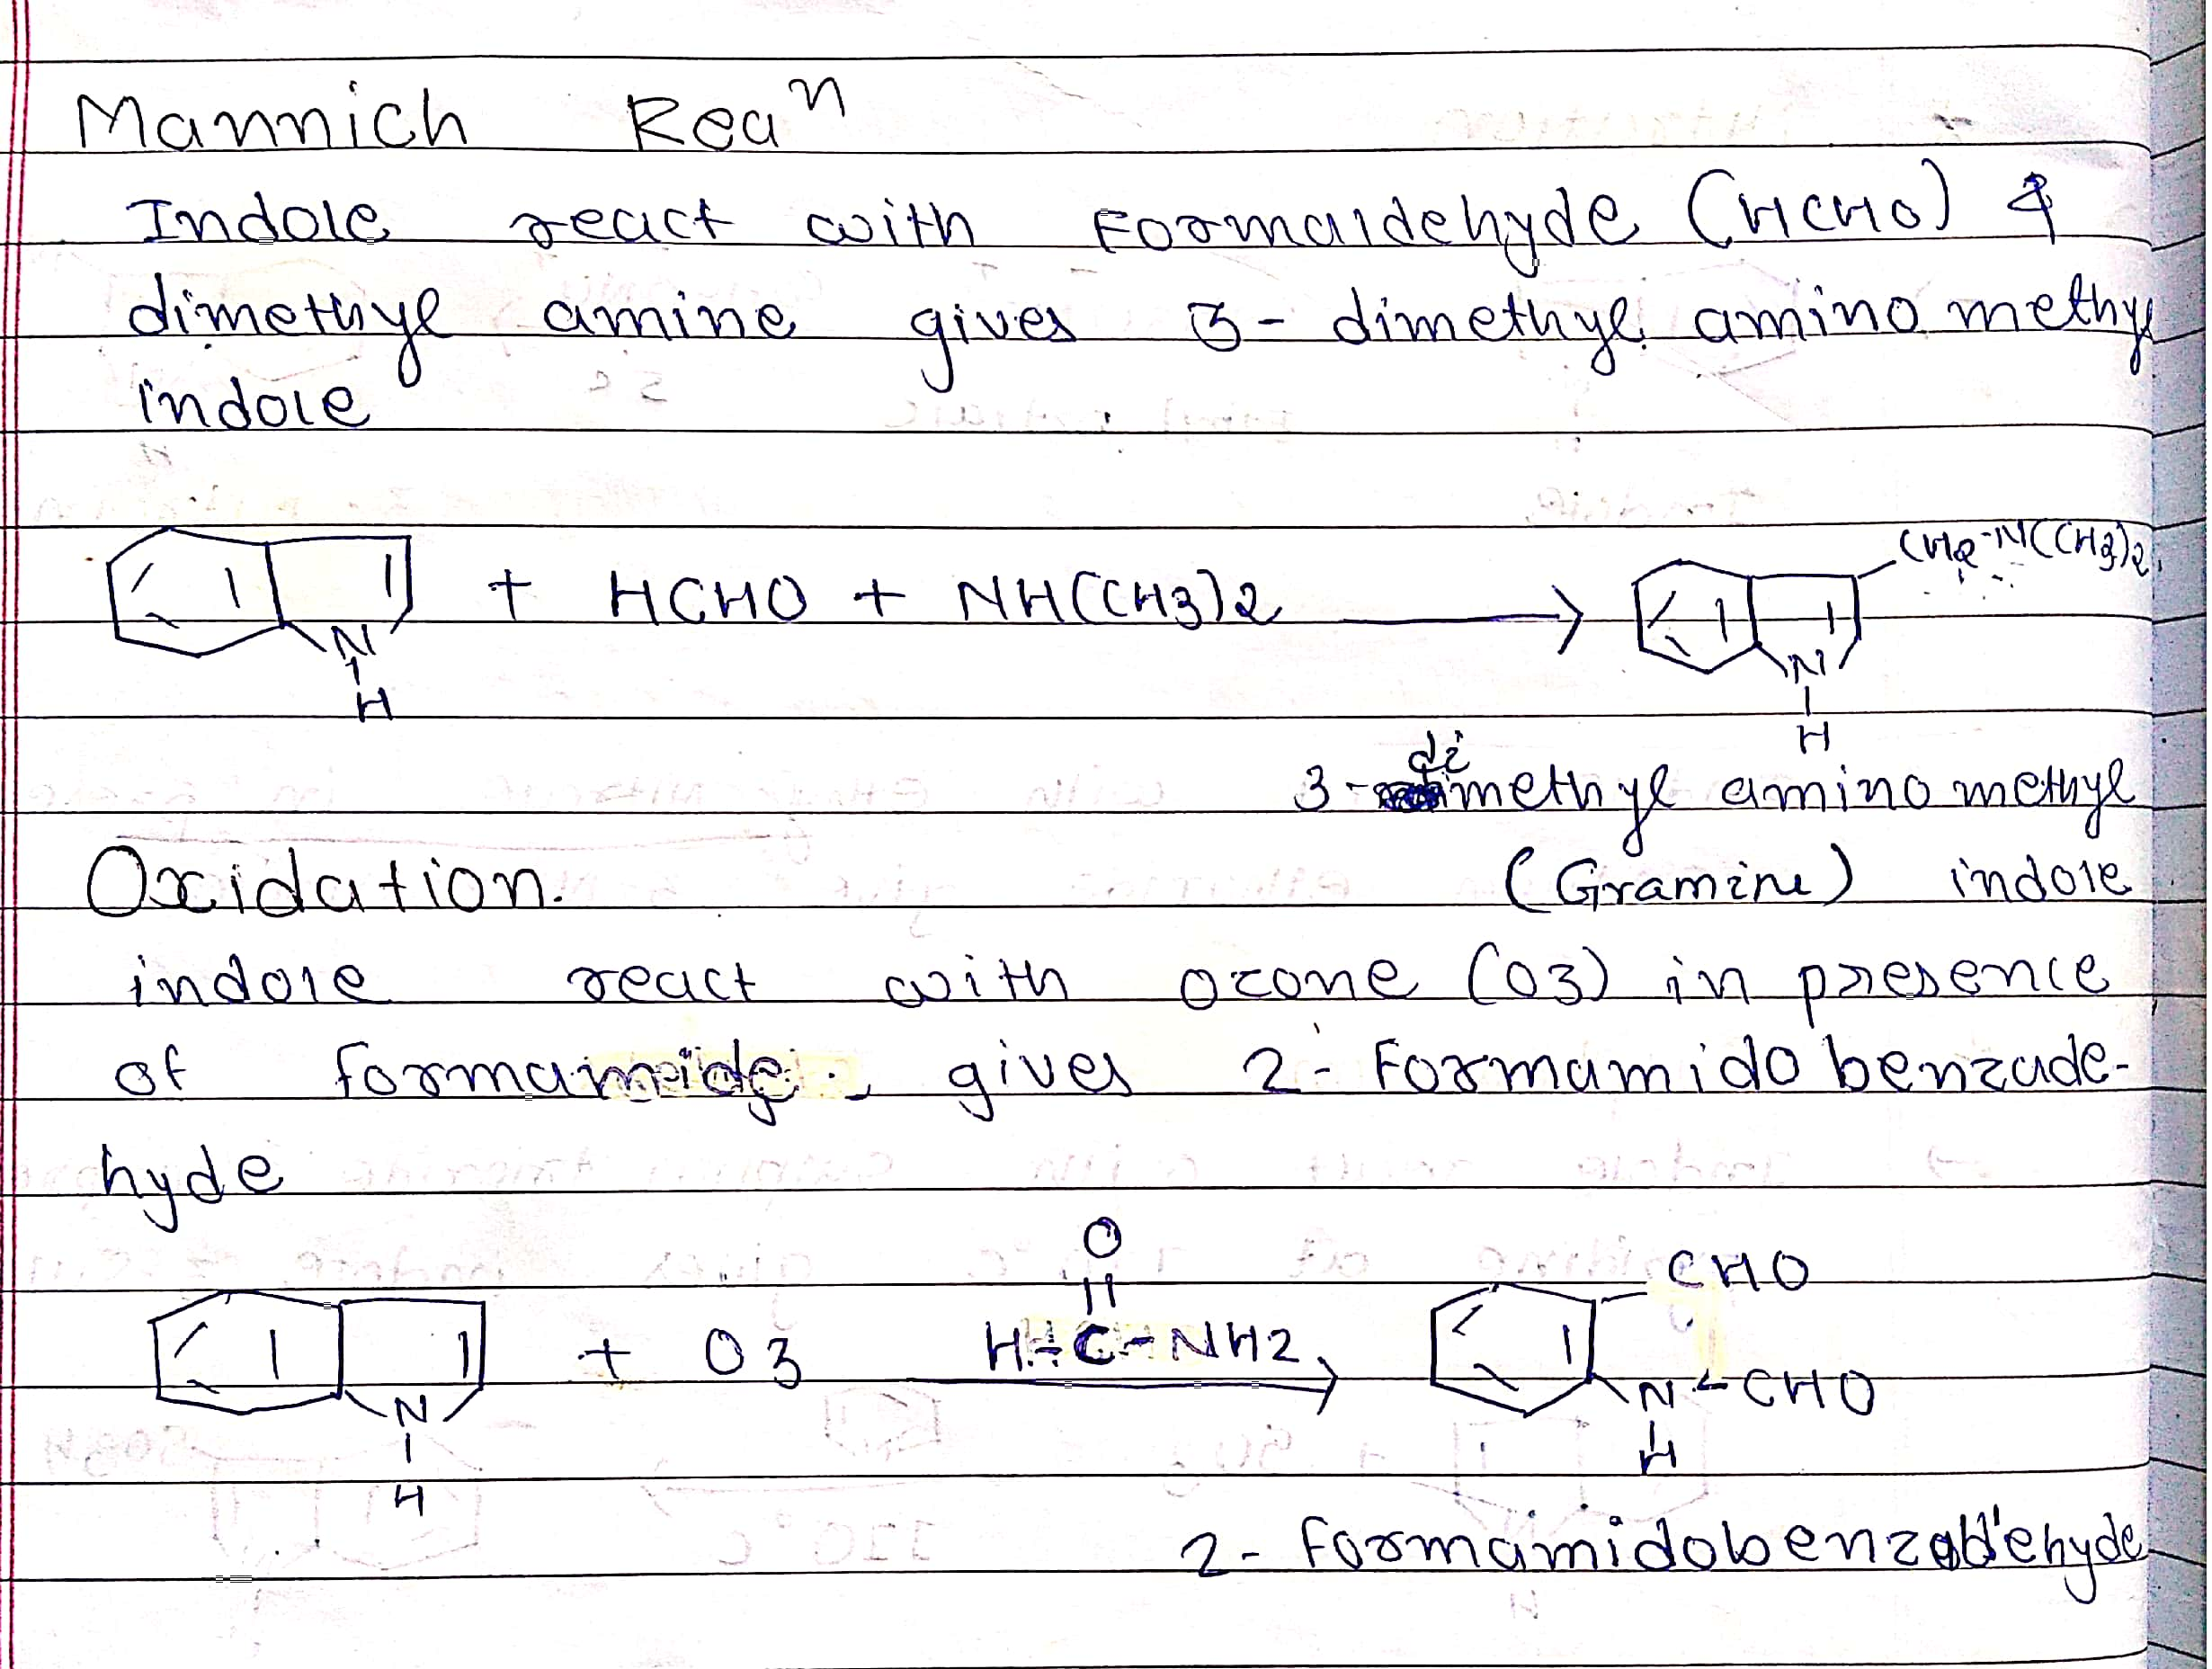 Mannich Reaⁿ
Indole react with Formaldehyde (HCHO) &
dimethyl amine gives 3- dimethyl amino methyl
indole
+ HCHO + NH(CH3)2 → CH2-N(CH3)2
N
H
N
H
3-dimethyl amino methyl
(Gramine) indole
Oxidation.
indole react with ozone (O3) in presence
of formamide gives 2- Formamido benzade-
hyde
O
CHO
+ O3 H-C-NH2
N
H
N-CHO
H
2- Formamidobenzaldehyde